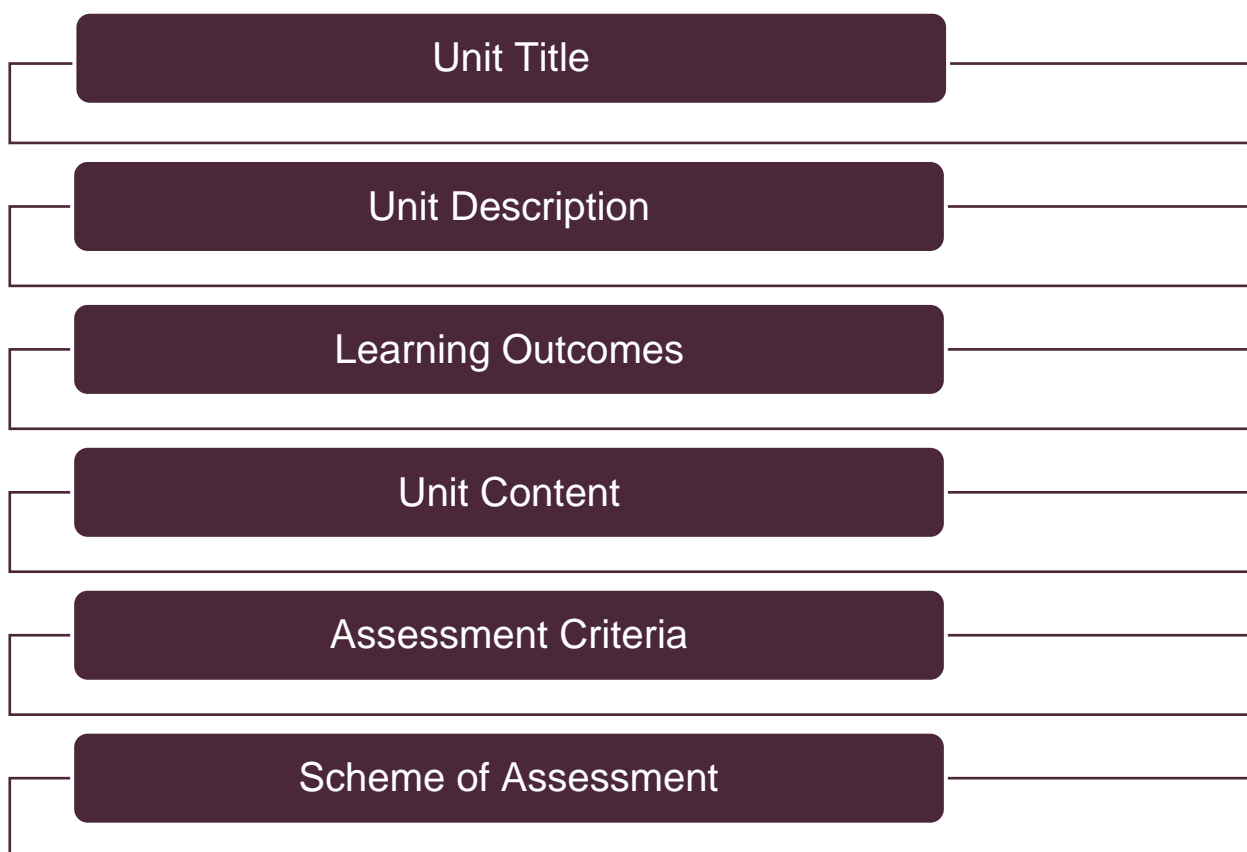 Unit Title
Unit Description
Learning Outcomes
Unit Content
Assessment Criteria
Scheme of Assessment